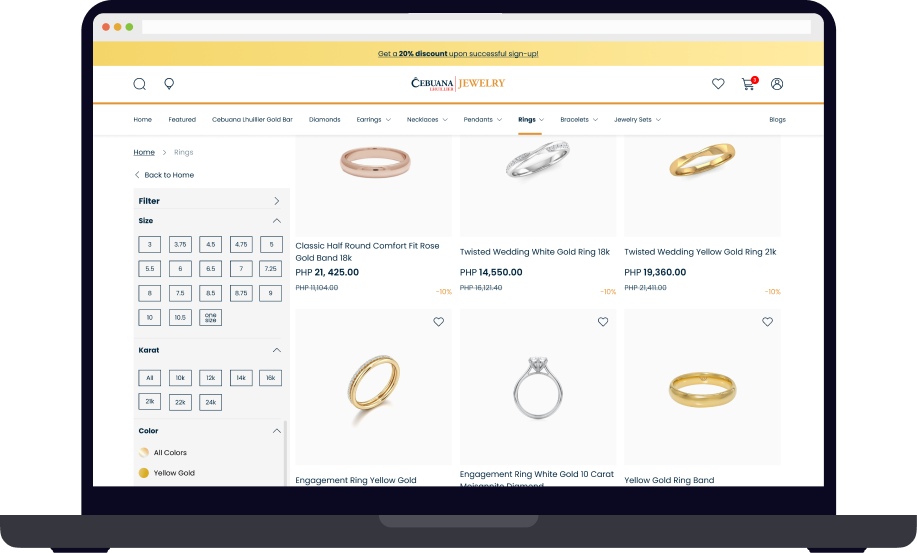 Get a 20% discount upon successful sign-up!
CEBUANA LHUILLIER JEWELRY
1
Home Featured Cebuana Lhuillier Gold Bar Diamonds Earrings Necklaces Pendants Rings Bracelets Jewelry Sets Blogs
Home > Rings
Back to Home
Filter
Size
3 3.75 4.5 4.75 5
5.5 6 6.5 7 7.25
8 7.5 8.5 8.75 9
10 10.5 one size
Karat
All 10k 12k 14k 16k
21k 22k 24k
Color
All Colors
Yellow Gold
Classic Half Round Comfort Fit Rose
Gold Band 18k
PHP 21, 425.00
PHP 11,104.00
-10%
Twisted Wedding White Gold Ring 18k
PHP 14,550.00
PHP 16,121.40
-10%
Twisted Wedding Yellow Gold Ring 21k
PHP 19,360.00
PHP 21,411.00
-10%
Engagement Ring Yellow Gold
Engagement Ring White Gold 10 Carat
Moissanite Diamond
Yellow Gold Ring Band